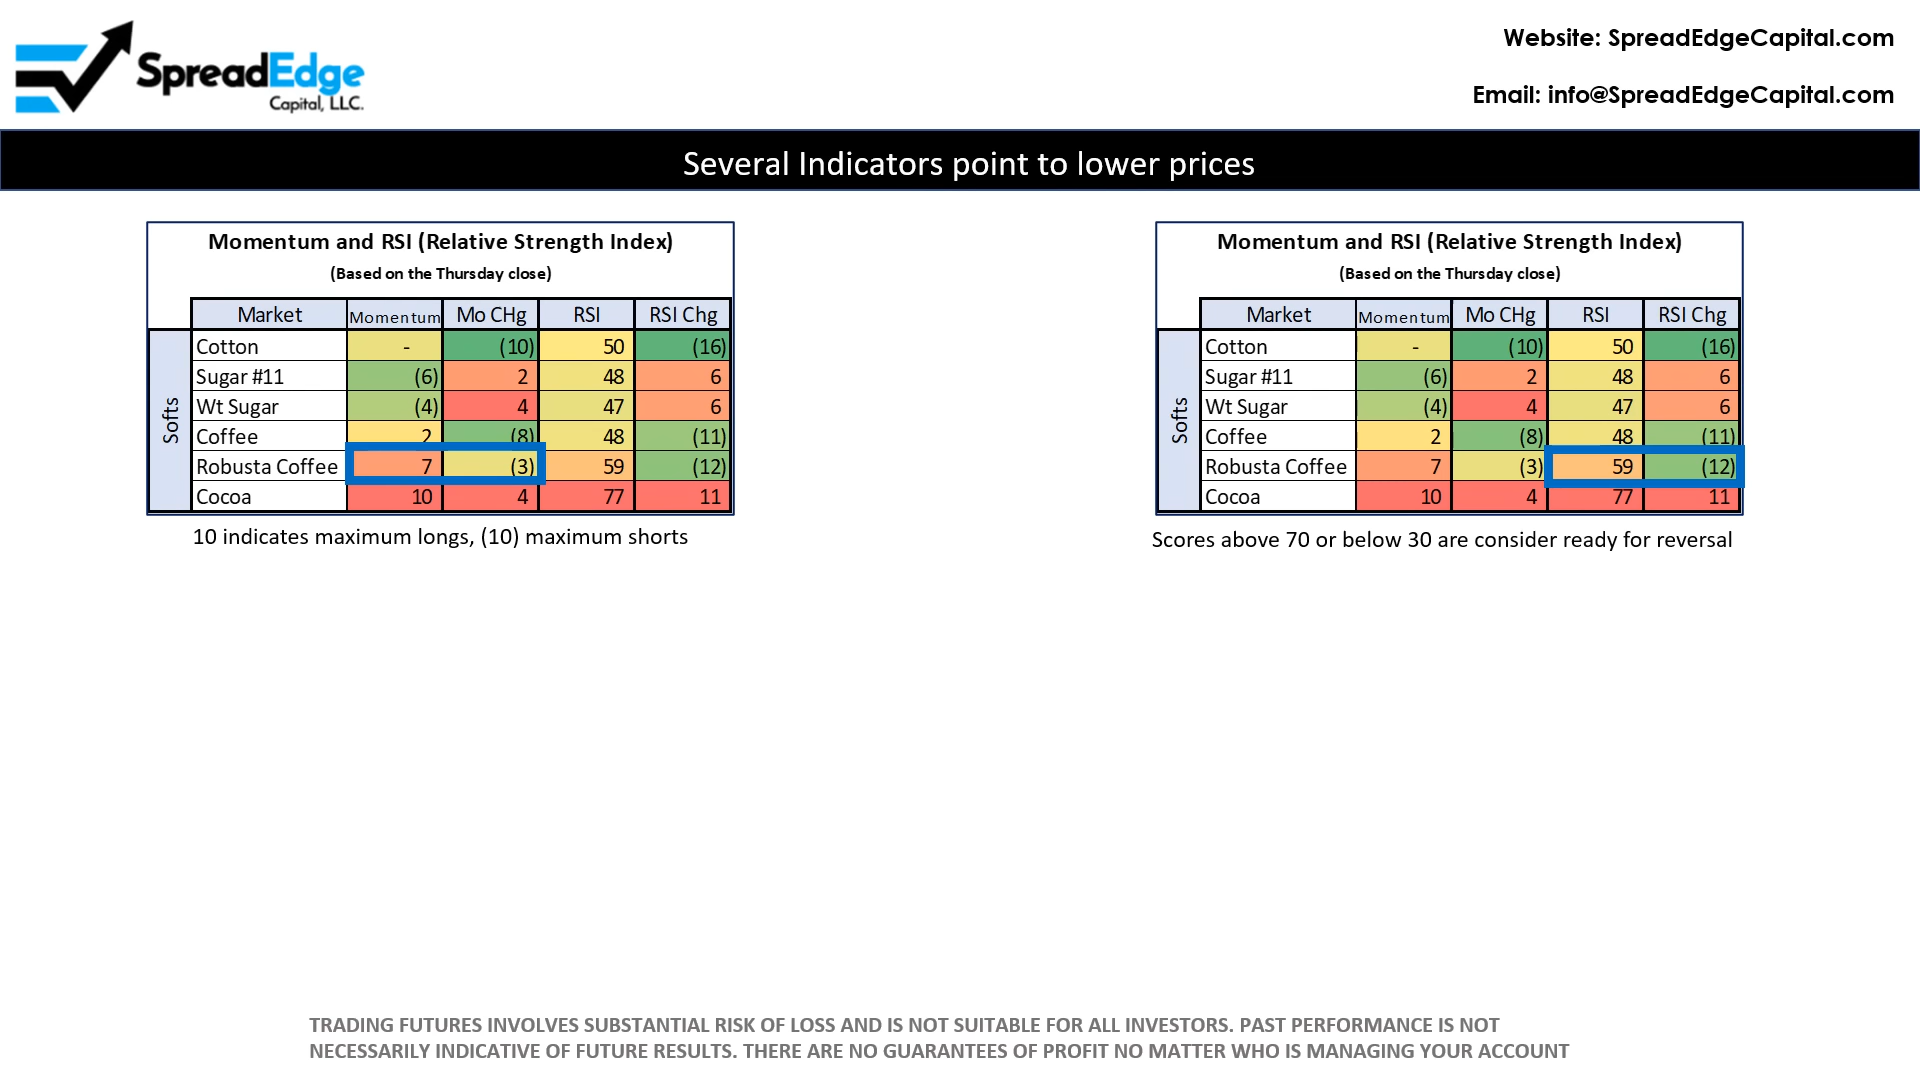 SpreadEdge
Capital, LLC.
Website: SpreadEdgeCapital.com
Email: info@SpreadEdgeCapital.com
Several Indicators point to lower prices
Momentum and RSI (Relative Strength Index)
(Based on the Thursday close)
Market Momentum Mo CHg RSI RSI Chg
Softs
Cotton - (10) 50 (16)
Sugar #11 (6) 2 48 6
Wt Sugar (4) 4 47 6
Coffee 2 (8) 48 (11)
Robusta Coffee 7 (3) 59 (12)
Cocoa 10 4 77 11
10 indicates maximum longs, (10) maximum shorts
Momentum and RSI (Relative Strength Index)
(Based on the Thursday close)
Market Momentum Mo CHg RSI RSI Chg
Softs
Cotton - (10) 50 (16)
Sugar #11 (6) 2 48 6
Wt Sugar (4) 4 47 6
Coffee 2 (8) 48 (11)
Robusta Coffee 7 (3) 59 (12)
Cocoa 10 4 77 11
Scores above 70 or below 30 are consider ready for reversal
TRADING FUTURES INVOLVES SUBSTANTIAL RISK OF LOSS AND IS NOT SUITABLE FOR ALL INVESTORS. PAST PERFORMANCE IS NOT
NECESSARILY INDICATIVE OF FUTURE RESULTS. THERE ARE NO GUARANTEES OF PROFIT NO MATTER WHO IS MANAGING YOUR ACCOUNT